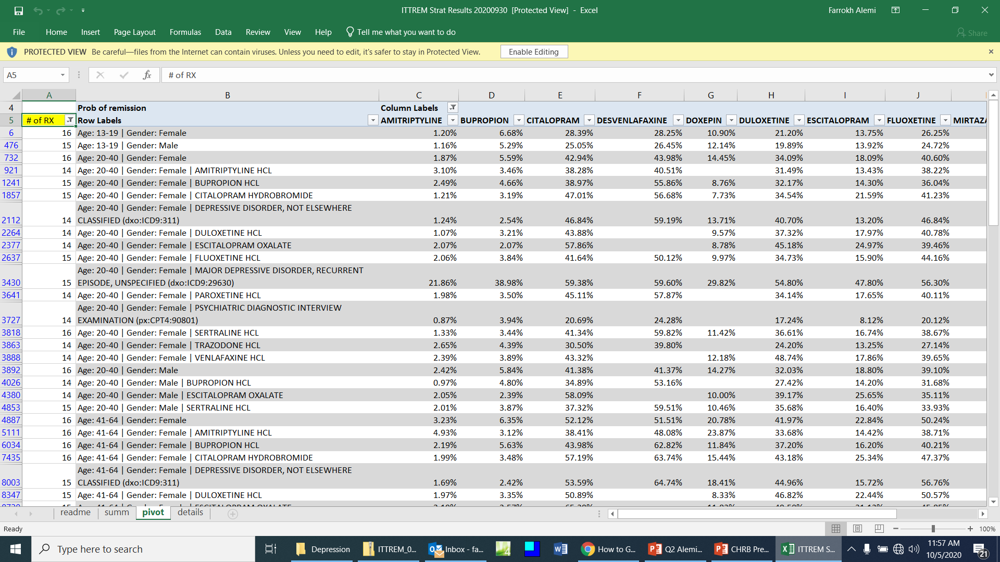 ITTREM Strat Results 20200930 [Protected View] - Excel
Farrokh Alemi
File Home Insert Page Layout Formulas Data Review View Help Tell me what you want to do
Share
PROTECTED VIEW Be careful—files from the Internet can contain viruses. Unless you need to edit, it's safer to stay in Protected View. Enable Editing
A5 fx # of RX
A B C D E F G H I J
4 Prob of remission Column Labels
5 # of RX Row Labels AMITRIPTYLINE BUPROPION CITALOPRAM DESVENLAFAXINE DOXEPIN DULOXETINE ESCITALOPRAM FLUOXETINE
6 16 Age: 13-19 | Gender: Female 1.20% 6.68% 28.39% 28.25% 10.90% 21.20% 13.75% 26.25%
476 15 Age: 13-19 | Gender: Male 1.16% 5.29% 25.05% 26.45% 12.14% 19.89% 13.92% 24.72%
732 16 Age: 20-40 | Gender: Female 1.87% 5.59% 42.94% 43.98% 14.45% 34.09% 18.09% 40.60%
921 14 Age: 20-40 | Gender: Female | AMITRIPTYLINE HCL 3.10% 3.46% 38.28% 40.51% 31.49% 13.43% 38.22%
1241 15 Age: 20-40 | Gender: Female | BUPROPION HCL 2.49% 4.66% 38.97% 55.86% 8.76% 32.17% 14.30% 36.04%
1857 15 Age: 20-40 | Gender: Female | CITALOPRAM HYDROBROMIDE 1.21% 3.19% 47.01% 56.68% 7.73% 34.54% 21.59% 41.23%
Age: 20-40 | Gender: Female | DEPRESSIVE DISORDER, NOT ELSEWHERE
2112 14 CLASSIFIED (dxo:ICD9:311) 1.24% 2.54% 46.84% 59.19% 13.71% 40.70% 13.20% 46.84%
2264 14 Age: 20-40 | Gender: Female | DULOXETINE HCL 1.07% 3.21% 43.88% 9.57% 37.32% 17.97% 40.78%
2377 14 Age: 20-40 | Gender: Female | ESCITALOPRAM OXALATE 2.07% 2.07% 57.86% 8.78% 45.18% 24.97% 39.46%
2637 15 Age: 20-40 | Gender: Female | FLUOXETINE HCL 2.06% 3.84% 41.64% 50.12% 9.97% 34.73% 15.90% 44.16%
Age: 20-40 | Gender: Female | MAJOR DEPRESSIVE DISORDER, RECURRENT
3430 15 EPISODE, UNSPECIFIED (dxo:ICD9:29630) 21.86% 38.98% 59.38% 59.60% 29.82% 54.80% 47.80% 56.30%
3641 14 Age: 20-40 | Gender: Female | PAROXETINE HCL 1.98% 3.50% 45.11% 57.87% 34.14% 17.65% 40.11%
Age: 20-40 | Gender: Female | PSYCHIATRIC DIAGNOSTIC INTERVIEW
3727 14 EXAMINATION (px:CPT4:90801) 0.87% 3.94% 20.69% 24.28% 17.24% 8.12% 20.12%
3818 16 Age: 20-40 | Gender: Female | SERTRALINE HCL 1.33% 3.44% 41.34% 59.82% 11.42% 36.61% 16.74% 38.67%
3863 14 Age: 20-40 | Gender: Female | TRAZODONE HCL 2.65% 4.39% 30.50% 39.80% 24.20% 13.25% 27.14%
3888 14 Age: 20-40 | Gender: Female | VENLAFAXINE HCL 2.39% 3.89% 43.32% 12.18% 48.74% 17.86% 39.65%
3892 16 Age: 20-40 | Gender: Male 2.42% 5.84% 41.38% 41.37% 14.27% 32.03% 18.80% 39.10%
4026 14 Age: 20-40 | Gender: Male | BUPROPION HCL 0.97% 4.80% 34.89% 53.16% 27.42% 14.20% 31.68%
4380 14 Age: 20-40 | Gender: Male | ESCITALOPRAM OXALATE 2.05% 2.39% 58.09% 10.00% 39.17% 25.65% 35.11%
4853 15 Age: 20-40 | Gender: Male | SERTRALINE HCL 2.01% 3.87% 37.32% 59.51% 10.46% 35.68% 16.40% 33.93%
4887 16 Age: 41-64 | Gender: Female 3.23% 6.35% 52.12% 51.51% 20.78% 41.97% 22.84% 50.24%
5111 16 Age: 41-64 | Gender: Female | AMITRIPTYLINE HCL 4.93% 3.12% 38.41% 48.08% 23.87% 33.68% 14.42% 38.71%
6034 16 Age: 41-64 | Gender: Female | BUPROPION HCL 2.19% 5.63% 43.98% 62.82% 11.84% 37.20% 16.20% 40.21%
7435 16 Age: 41-64 | Gender: Female | CITALOPRAM HYDROBROMIDE 1.99% 3.48% 57.19% 63.74% 15.44% 43.18% 25.34% 47.37%
Age: 41-64 | Gender: Female | DEPRESSIVE DISORDER, NOT ELSEWHERE
8003 15 CLASSIFIED (dxo:ICD9:311) 1.69% 2.42% 53.59% 64.74% 18.41% 44.96% 15.72% 56.76%
8347 15 Age: 41-64 | Gender: Female | DULOXETINE HCL 1.97% 3.35% 50.89% 8.33% 46.82% 22.44% 50.57%
readme summ pivot details
Ready 100%
Type here to search Depression ITTREM_0... Inbox - fa... How to G... Q2 Alemi... CHRB Pre... ITTREM S... 11:57 AM
10/5/2020 21